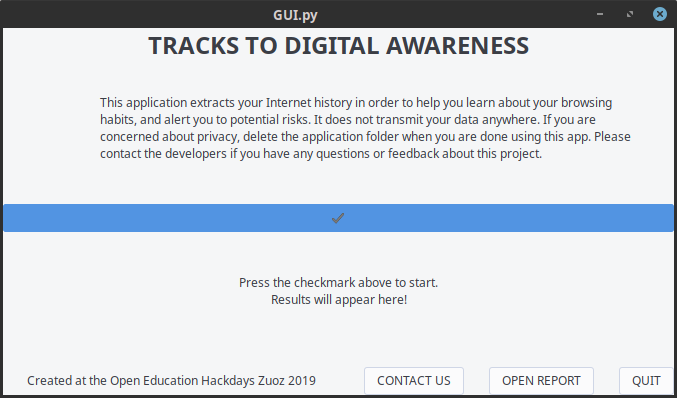 GUI.py
TRACKS TO DIGITAL AWARENESS
This application extracts your Internet history in order to help you learn about your browsing
habits, and alert you to potential risks. It does not transmit your data anywhere. If you are
concerned about privacy, delete the application folder when you are done using this app. Please
contact the developers if you have any questions or feedback about this project.
Press the checkmark above to start.
Results will appear here!
Created at the Open Education Hackdays Zuoz 2019
CONTACT US
OPEN REPORT
QUIT